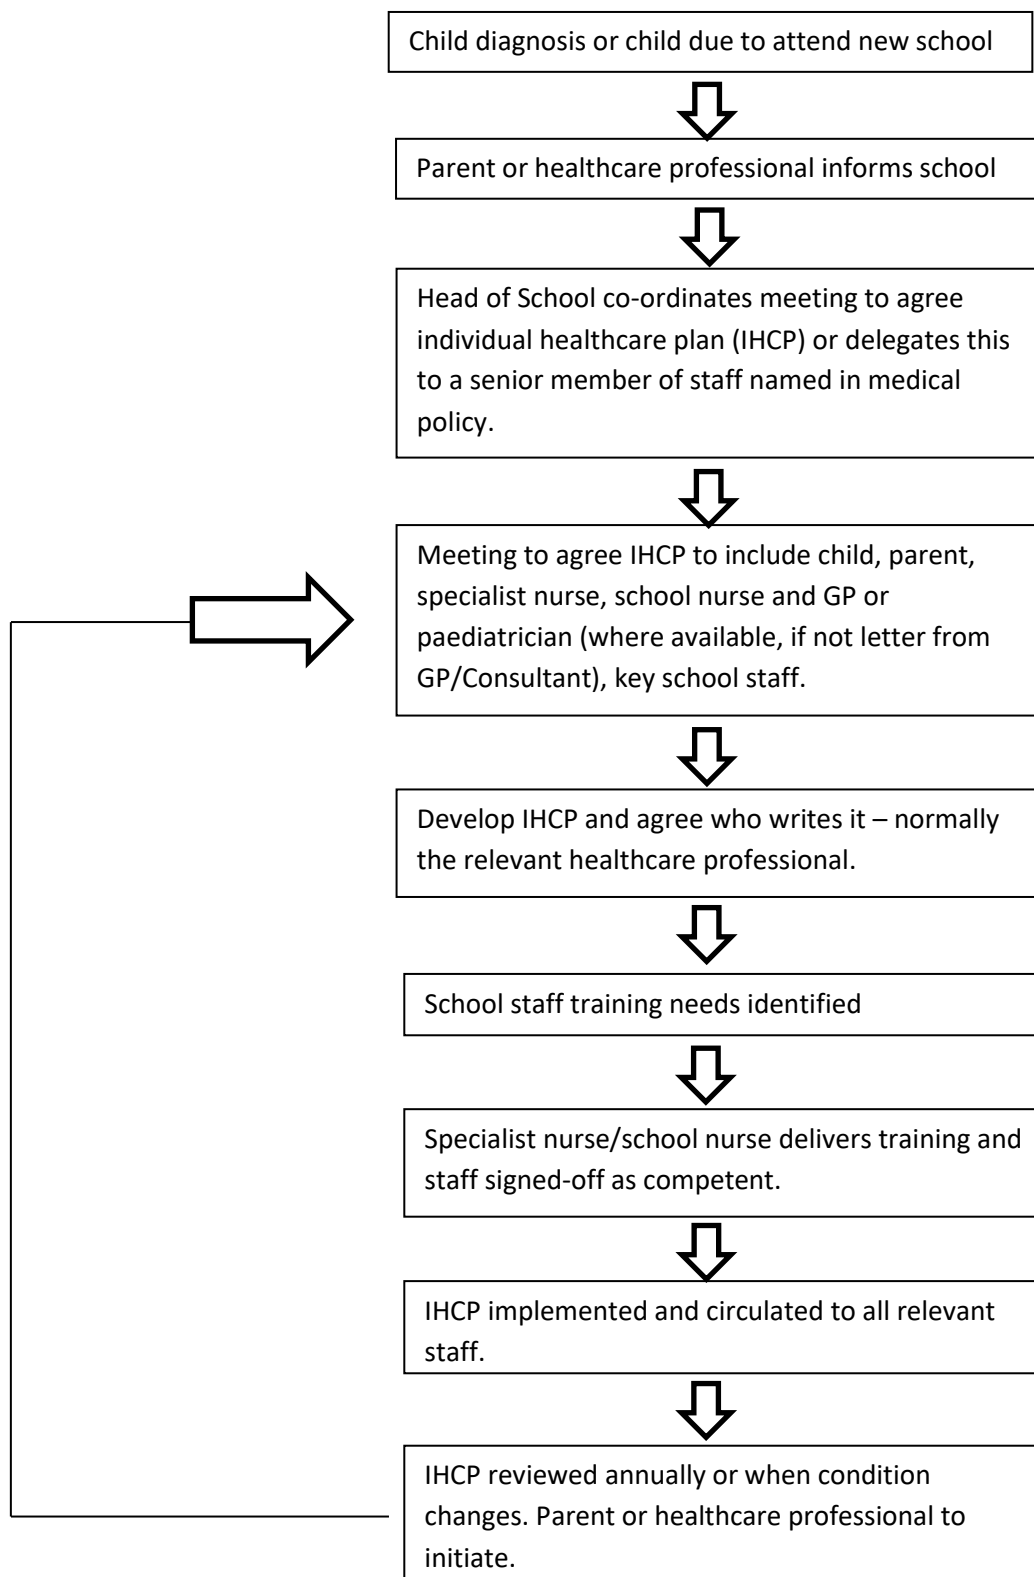 Child diagnosis or child due to attend new school
Parent or healthcare professional informs school
Head of School co-ordinates meeting to agree
individual healthcare plan (IHCP) or delegates this
to a senior member of staff named in medical
policy.
Meeting to agree IHCP to include child, parent,
specialist nurse, school nurse and GP or
paediatrician (where available, if not letter from
GP/Consultant), key school staff.
Develop IHCP and agree who writes it – normally
the relevant healthcare professional.
School staff training needs identified
Specialist nurse/school nurse delivers training and
staff signed-off as competent.
IHCP implemented and circulated to all relevant
staff.
IHCP reviewed annually or when condition
changes. Parent or healthcare professional to
initiate.